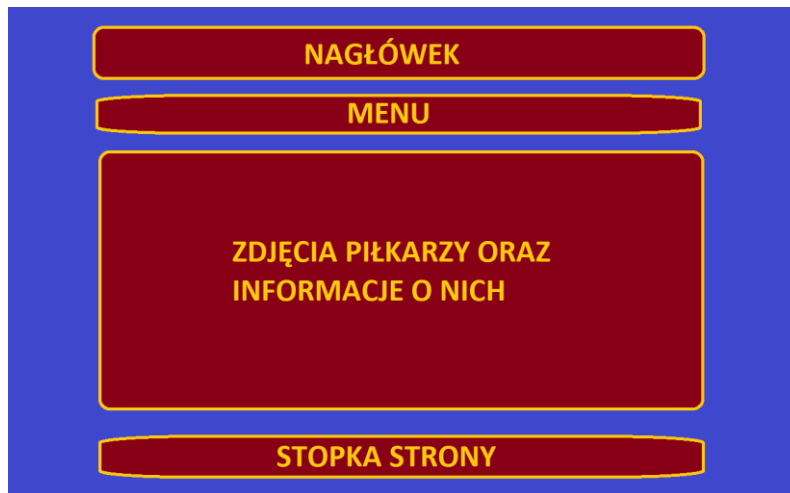 NAGŁÓWEK
MENU
ZDJĘCIA PIŁKARZY ORAZ
INFORMACJE O NICH
STOPKA STRONY